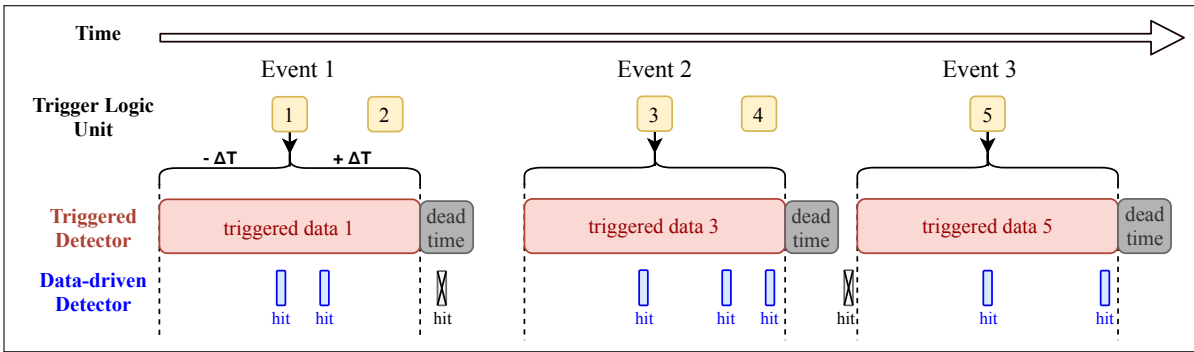 Time
Event 1
Event 2
Event 3
Trigger Logic
Unit
1
2
3
4
5
- ΔT
+ ΔT
Triggered
Detector
triggered data 1
dead
time
triggered data 3
dead
time
triggered data 5
dead
time
Data-driven
Detector
hit
hit
hit
hit
hit
hit
hit
hit
hit